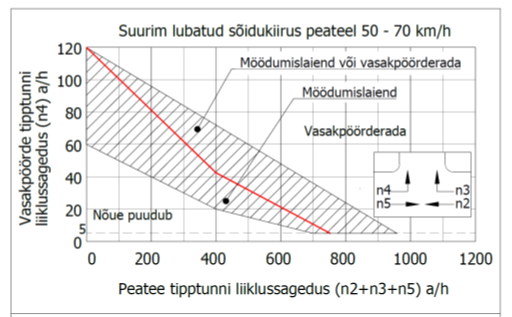 Suurim lubatud sõidukiirus peateel 50 - 70 km/h
Vasakpöörde tipptunni
liiklussagedus (n4) a/h
120
100
80
60
40
20
5
0
Möödumislaiend või vasakpöörderada
Möödumislaiend
Vasakpöörderada
Nõue puudub
n4
n3
n5
n2
0 200 400 600 800 1000 1200
Peatee tipptunni liiklussagedus (n2+n3+n5) a/h